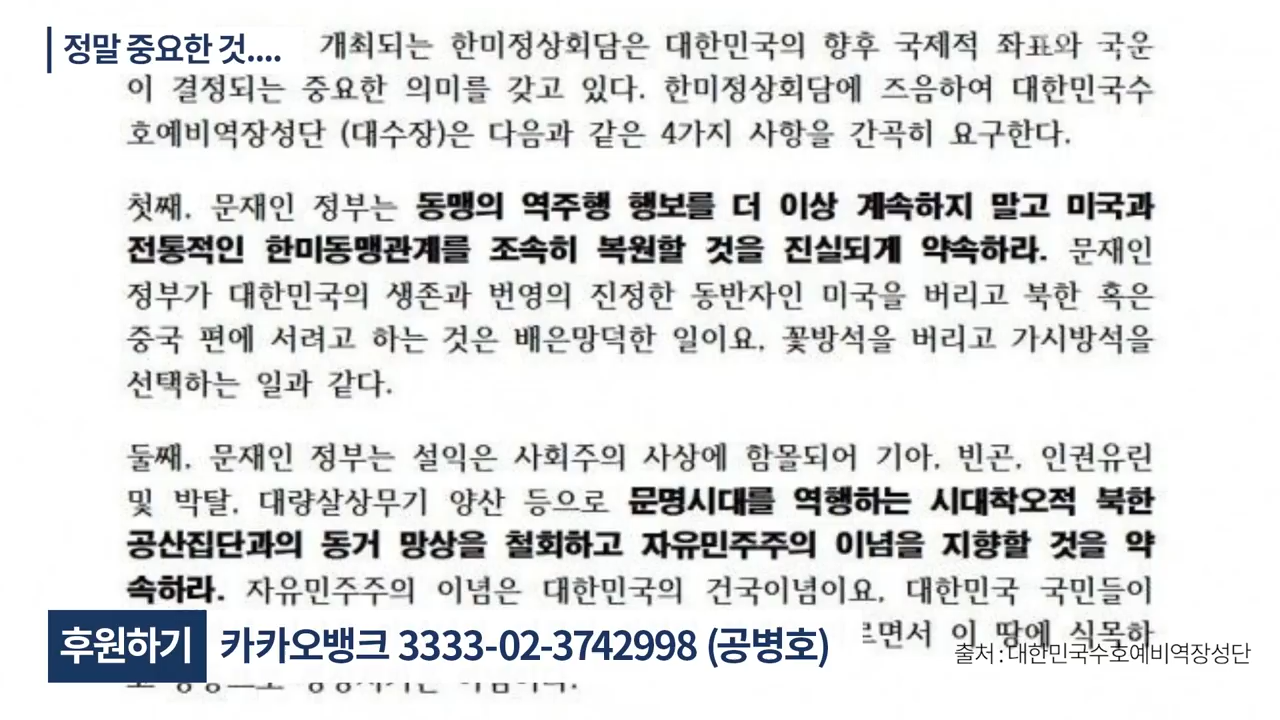 정말 중요한 것....
개최되는 한미정상회담은 대한민국의 향후 국제적 좌표와 국운
이 결정되는 중요한 의미를 갖고 있다. 한미정상회담에 즈음하여 대한민국수
호예비역장성단 (대수장)은 다음과 같은 4가지 사항을 간곡히 요구한다.
첫째, 문재인 정부는 동맹의 역주행 행보를 더 이상 계속하지 말고 미국과
전통적인 한미동맹관계를 조속히 복원할 것을 진실되게 약속하라. 문재인
정부가 대한민국의 생존과 번영의 진정한 동반자인 미국을 버리고 북한 혹은
중국 편에 서려고 하는 것은 배은망덕한 일이요, 꽃방석을 버리고 가시방석을
선택하는 일과 같다.
둘째, 문재인 정부는 설익은 사회주의 사상에 함몰되어 기아, 빈곤, 인권유린
및 박탈, 대량살상무기 양산 등으로 문명시대를 역행하는 시대착오적 북한
공산집단과의 동거 망상을 철회하고 자유민주주의 이념을 지향할 것을 약
속하라. 자유민주주의 이념은 대한민국의 건국이념이요, 대한민국 국민들이
르면서 이 땅에 식목하
후원하기 카카오뱅크 3333-02-3742998 (공병호)
출처 : 대한민국수호예비역장성단